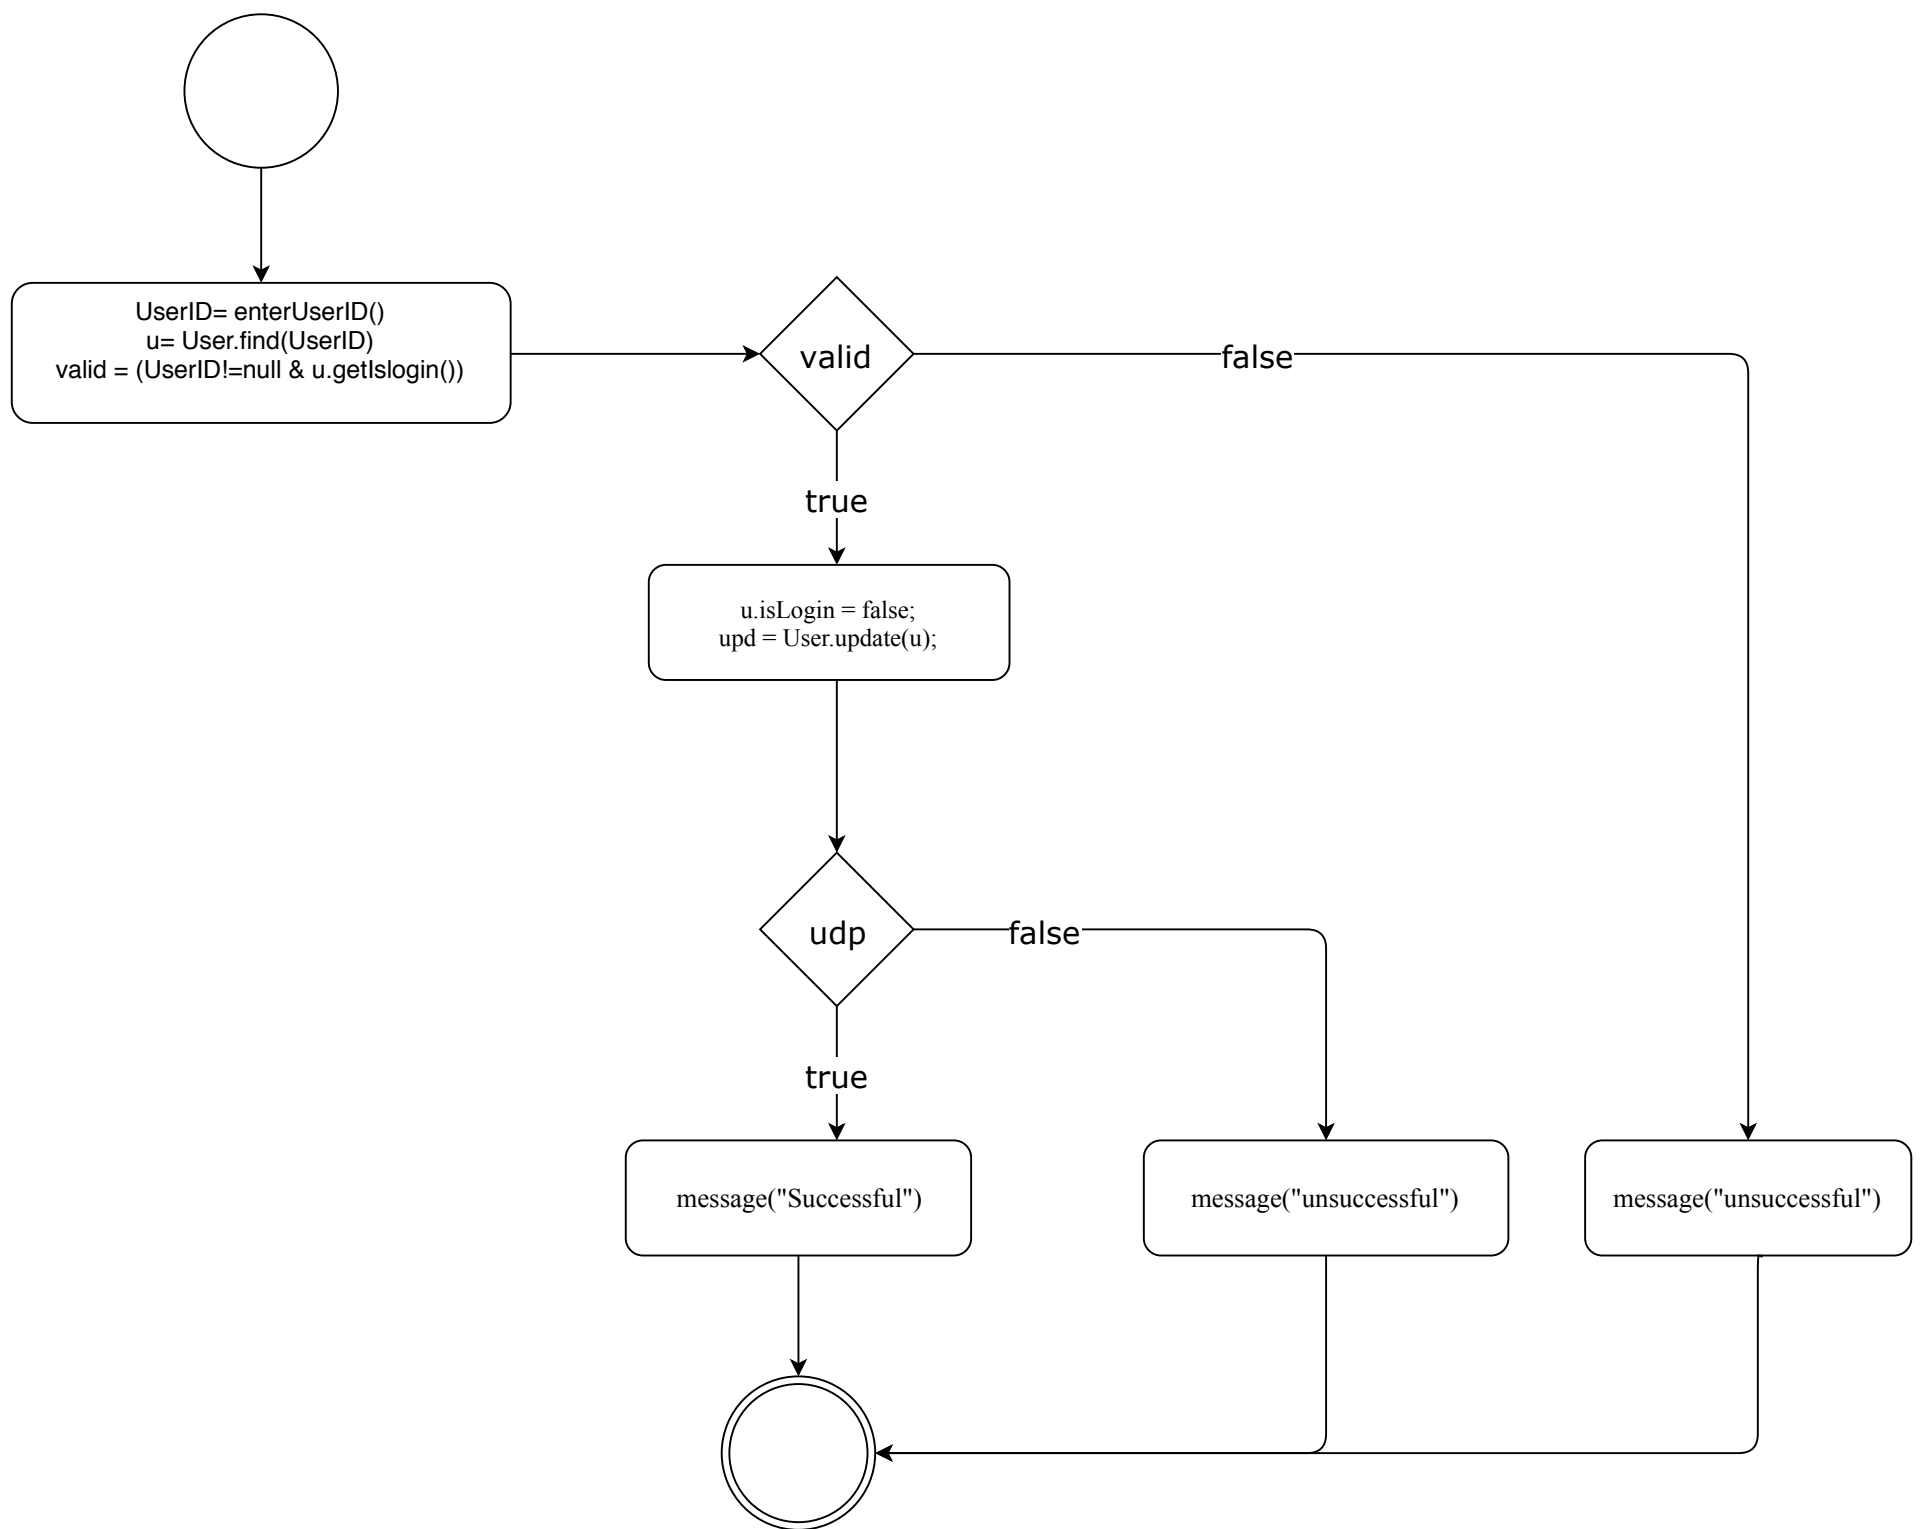 UserID= enterUserID()
u= User.find(UserID)
valid = (UserID!=null & u.getIslogin())
valid
false
true
u.isLogin = false;
upd = User.update(u);
udp
false
true
message("Successful")
message("unsuccessful")
message("unsuccessful")